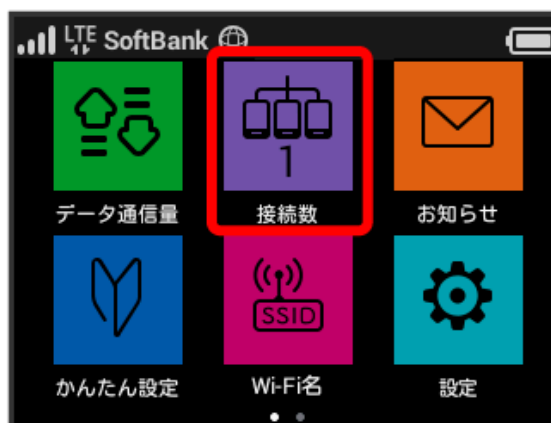 LTE SoftBank
1
データ通信量 接続数 お知らせ
SSID
かんたん設定 Wi-Fi名 設定